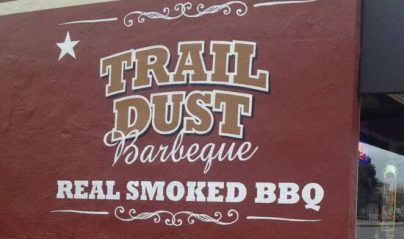 TRAIL
DUST
Barbeque
REAL SMOKED BBQ